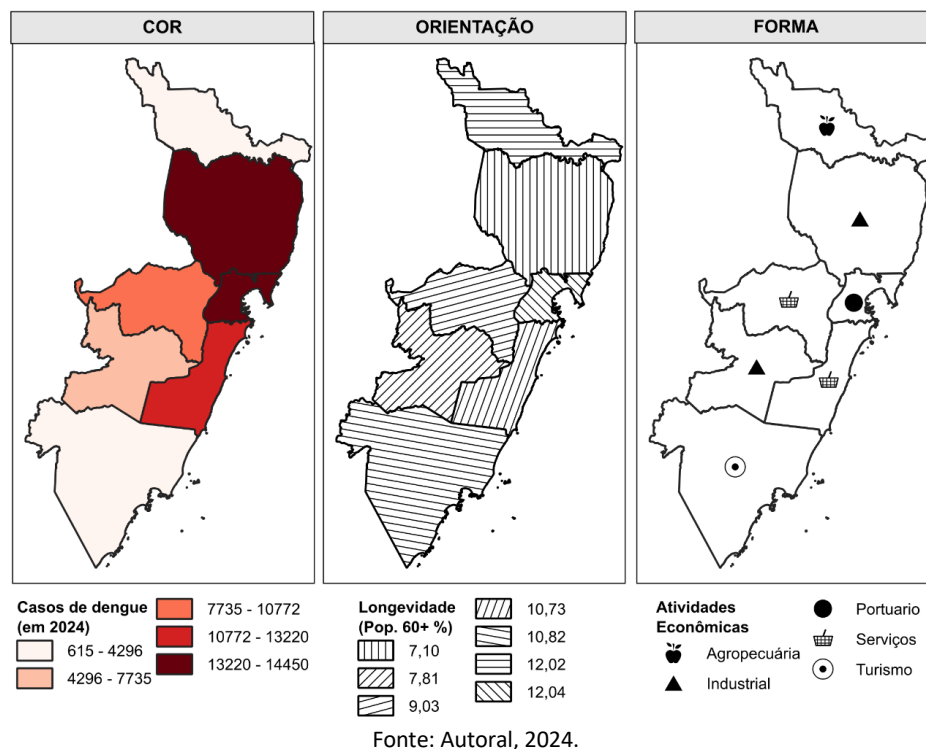 COR
ORIENTAÇÃO
FORMA
Casos de dengue
(em 2024)
615 - 4296
4296 - 7735
7735 - 10772
10772 - 13220
13220 - 14450
Longevidade
(Pop. 60+ %)
7,10
7,81
9,03
10,73
10,82
12,02
12,04
Atividades
Econômicas
Agropecuária
Industrial
Portuario
Serviços
Turismo
Fonte: Autoral, 2024.